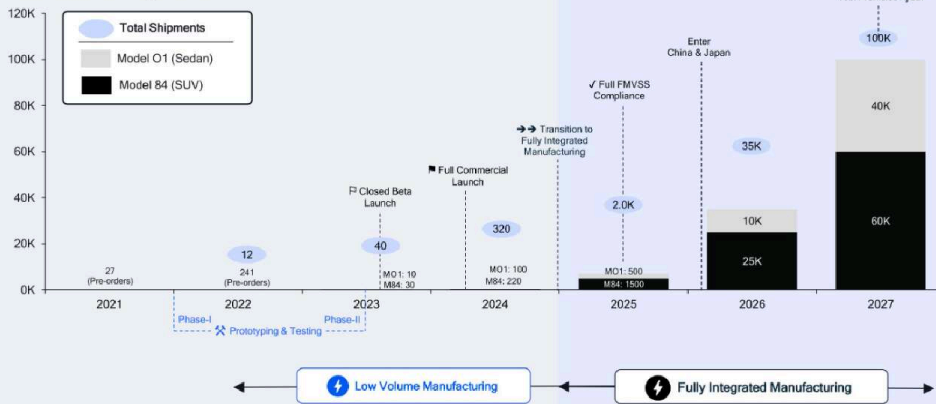 120K
100K
80K
60K
40K
20K
0K
Total Shipments
Model O1 (Sedan)
Model 84 (SUV)
27
(Pre-orders)
12
241
(Pre-orders)
Closed Beta
Launch
40
MO1: 10
M84: 30
Full Commercial
Launch
320
MO1: 100
M84: 220
Transition to
Fully Integrated
Manufacturing
✓ Full FMVSS
Compliance
2.0K
MO1: 500
M84: 1500
Enter
China & Japan
35K
10K
25K
100K
40K
60K
2021
2022
2023
2024
2025
2026
2027
Phase-I
Prototyping & Testing
Phase-II
Low Volume Manufacturing
Fully Integrated Manufacturing